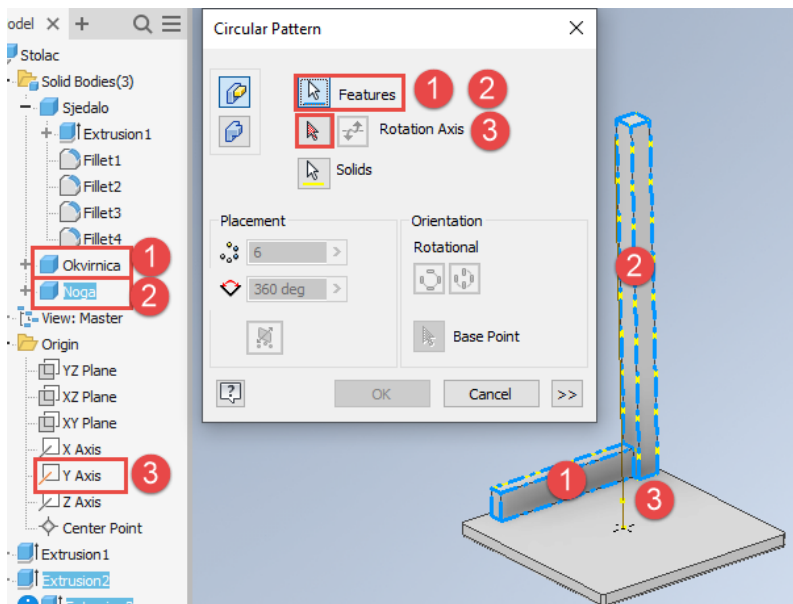 odel × +
Stolac
Solid Bodies(3)
Sjedalo
Extrusion1
Fillet1
Fillet2
Fillet3
Fillet4
Okvirnica 1
Noga 2
View: Master
Origin
YZ Plane
XZ Plane
XY Plane
X Axis
Y Axis 3
Z Axis
Center Point
Extrusion1
Extrusion2
Circular Pattern
Features 1 2
Rotation Axis 3
Solids
Placement
6 >
360 deg >
Orientation
Rotational
Base Point
? OK Cancel >>
2
1
3